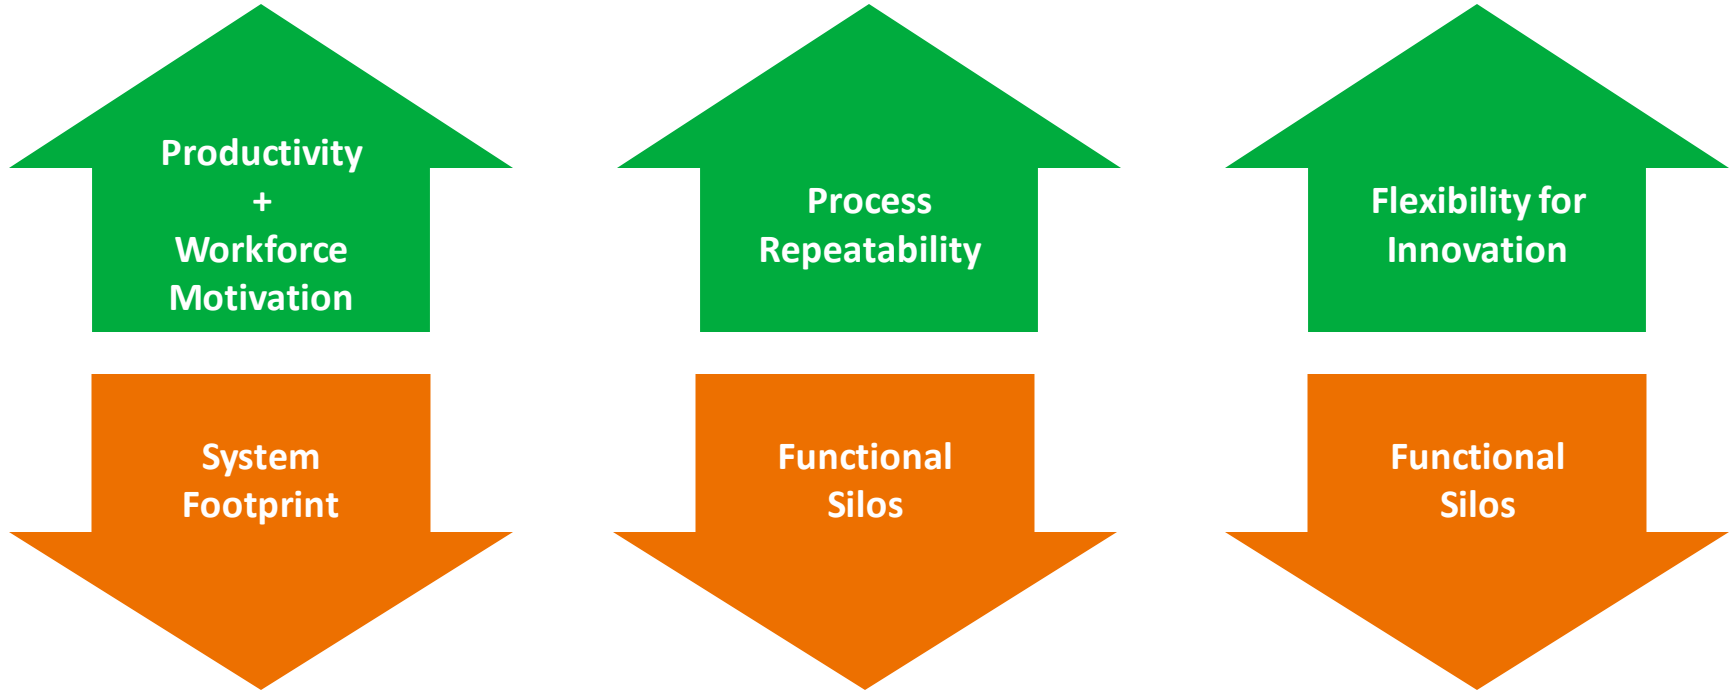 Productivity
+
Workforce
Motivation
Process
Repeatability
Flexibility for
Innovation
System
Footprint
Functional
Silos
Functional
Silos